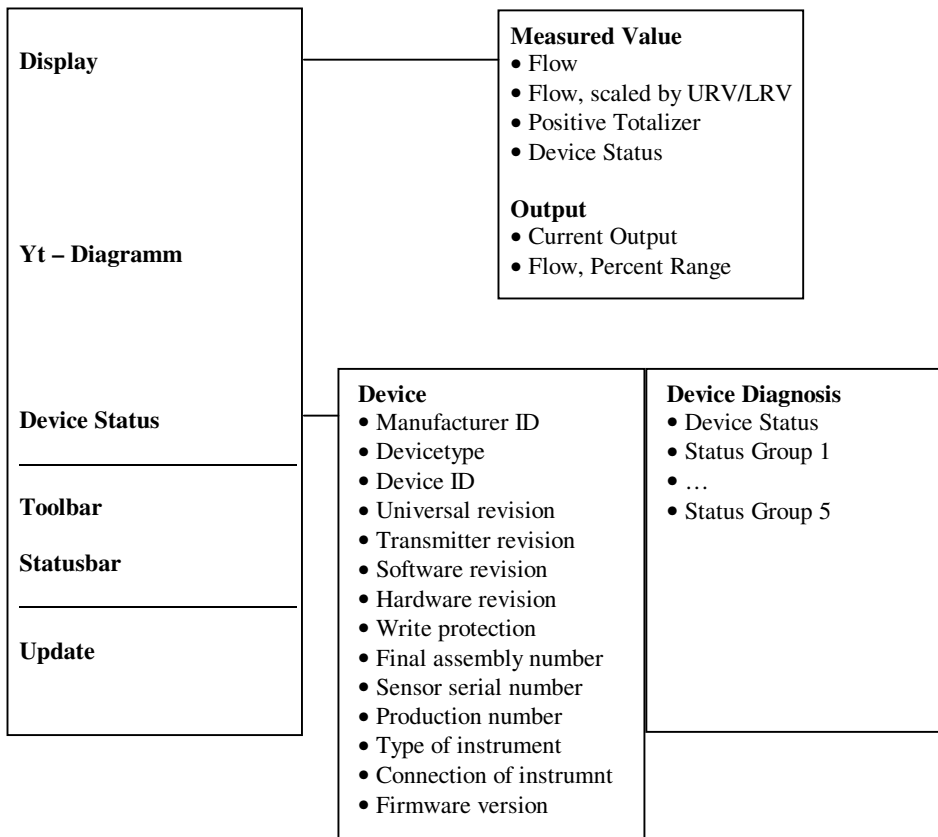 Display
Yt – Diagramm
Device Status
Toolbar
Statusbar
Update
Measured Value
• Flow
• Flow, scaled by URV/LRV
• Positive Totalizer
• Device Status
Output
• Current Output
• Flow, Percent Range
Device
• Manufacturer ID
• Devicetype
• Device ID
• Universal revision
• Transmitter revision
• Software revision
• Hardware revision
• Write protection
• Final assembly number
• Sensor serial number
• Production number
• Type of instrument
• Connection of instrumnt
• Firmware version
Device Diagnosis
• Device Status
• Status Group 1
• …
• Status Group 5